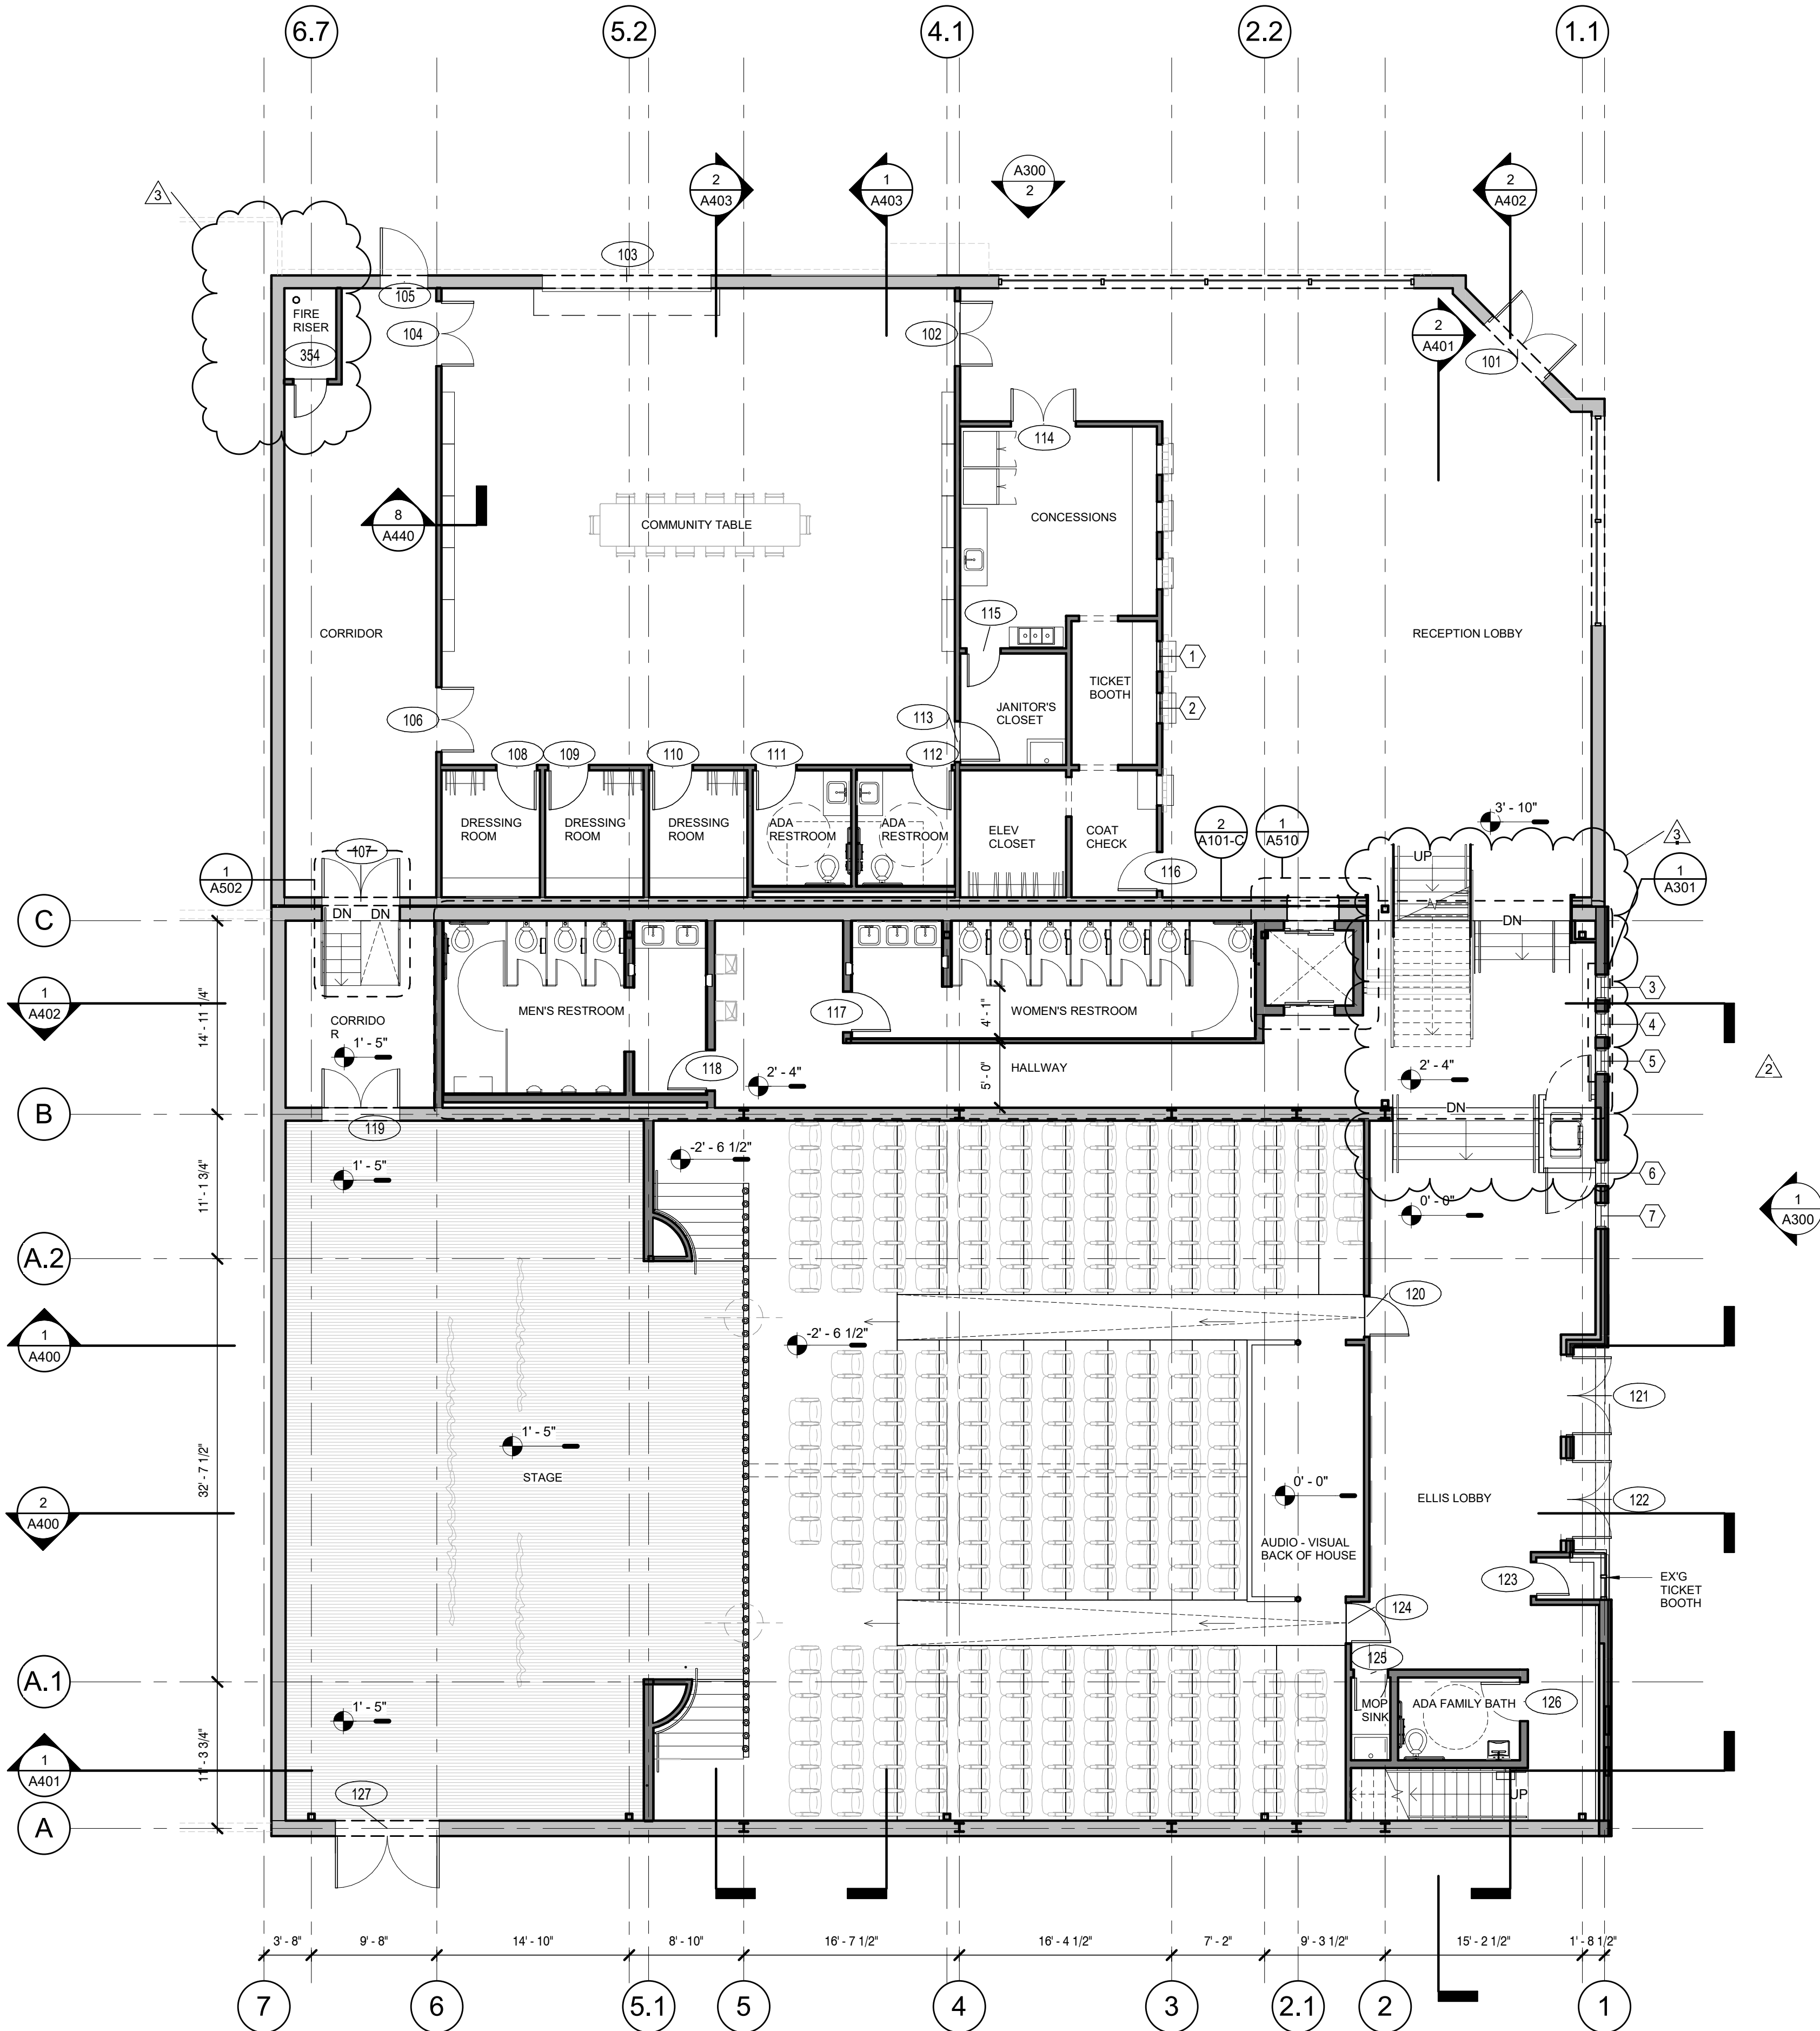 6.7
5.2
4.1
2.2
1.1
3
2
A403
1
A403
A300
2
2
A402
103
105
FIRE
RISER
354
104
102
2
A401
101
114
8
A440
COMMUNITY TABLE
CONCESSIONS
115
CORRIDOR
RECEPTION LOBBY
1
TICKET
BOOTH
JANITOR'S
CLOSET
2
106
113
108
109
110
111
112
DRESSING
ROOM
DRESSING
ROOM
DRESSING
ROOM
ADA
RESTROOM
ADA
RESTROOM
ELEV
CLOSET
COAT
CHECK
2
A101-C
1
A510
3' - 10"
3
107
UP
116
1
A502
1
A301
C
DN
DN
DN
1
A402
14' - 11 1/4"
3
MEN'S RESTROOM
117
4' - 1"
WOMEN'S RESTROOM
CORRIDO
R
4
1' - 5"
118
2' - 4"
5' - 0"
HALLWAY
2' - 4"
5
2
B
DN
119
11' - 1 3/4"
1' - 5"
-2' - 6 1/2"
6
0' - 0"
7
1
A300
A.2
120
1
A400
-2' - 6 1/2"
121
1' - 5"
32' - 7 1/2"
STAGE
0' - 0"
ELLIS LOBBY
122
2
A400
AUDIO - VISUAL
BACK OF HOUSE
123
EX'G
TICKET
BOOTH
124
125
A.1
1' - 5"
MOP
SINK
ADA FAMILY BATH
126
11' - 3 3/4"
1
A401
127
UP
A
3' - 8"
9' - 8"
14' - 10"
8' - 10"
16' - 7 1/2"
16' - 4 1/2"
7' - 2"
9' - 3 1/2"
15' - 2 1/2"
1' - 8 1/2"
7
6
5.1
5
4
3
2.1
2
1